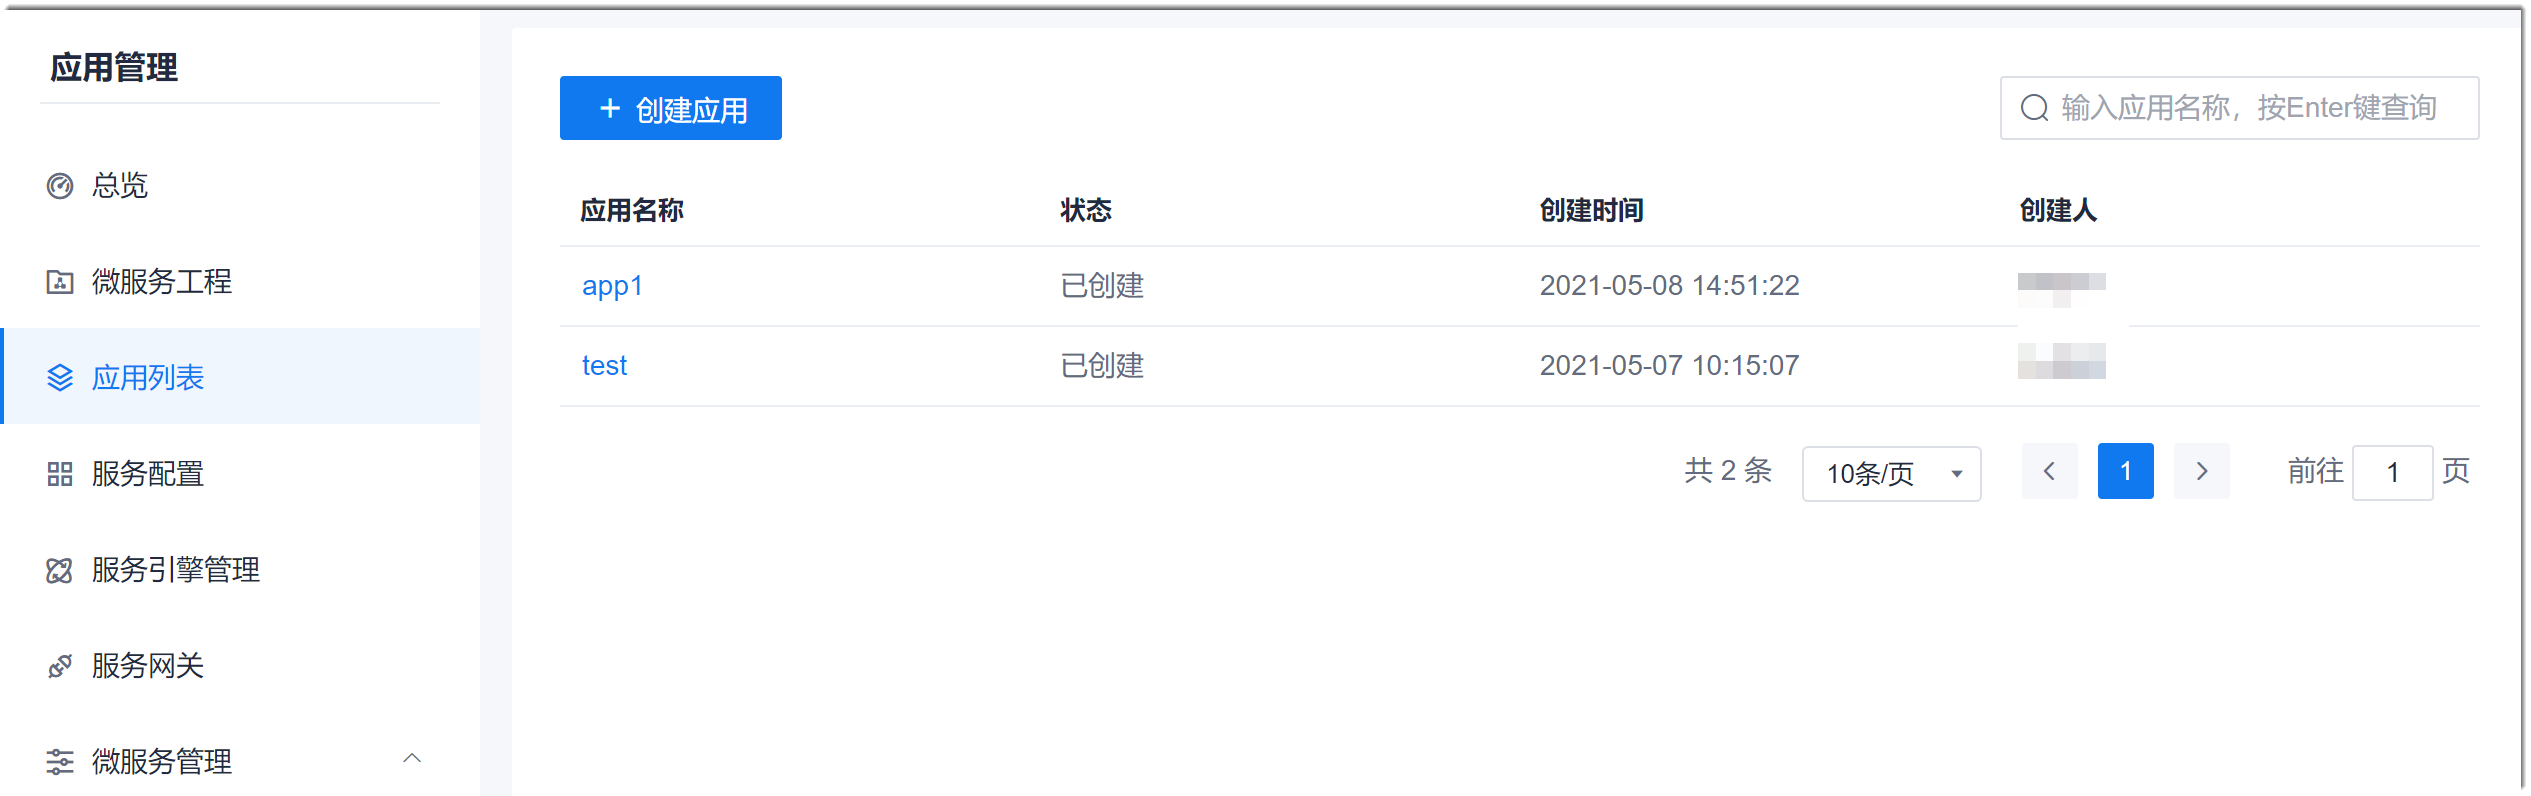 应用管理
总览
微服务工程
应用列表
服务配置
服务引擎管理
服务网关
微服务管理
+ 创建应用
输入应用名称，按Enter键查询
应用名称 状态 创建时间 创建人
app1 已创建 2021-05-08 14:51:22
test 已创建 2021-05-07 10:15:07
共 2 条 10条/页 1 前往 1 页